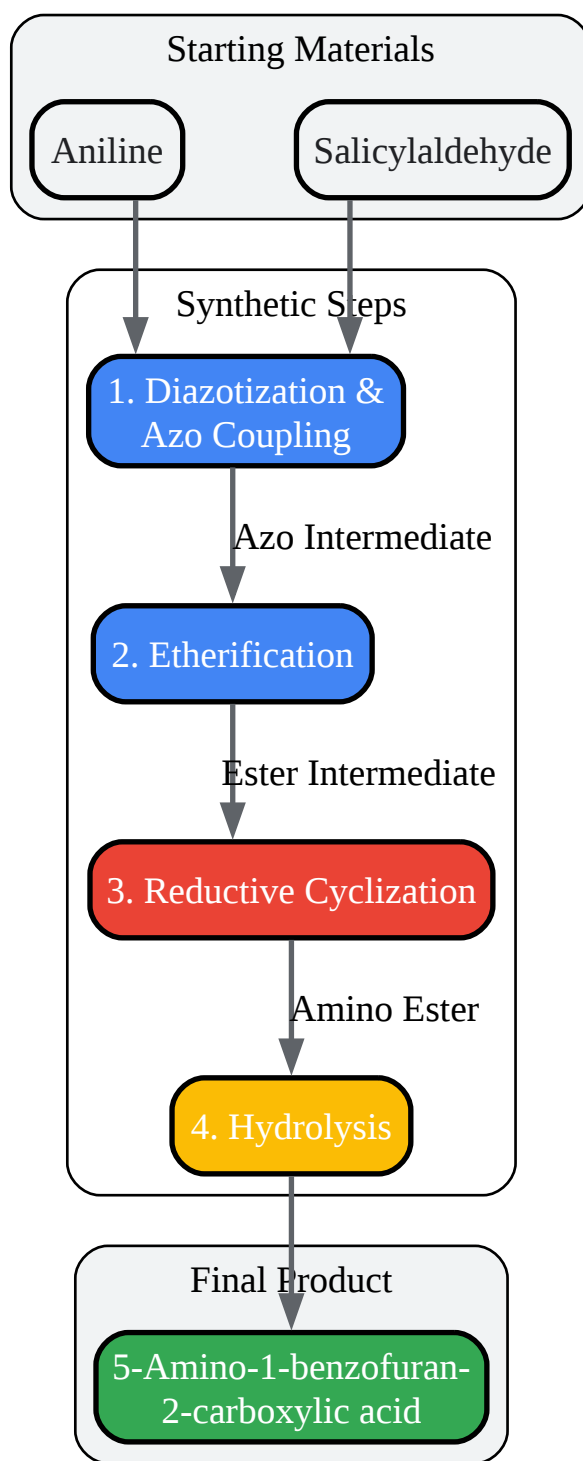 Starting Materials
Aniline
Salicylaldehyde
Synthetic Steps
1. Diazotization &
Azo Coupling
Azo Intermediate
2. Etherification
Ester Intermediate
3. Reductive Cyclization
Amino Ester
4. Hydrolysis
Final Product
5-Amino-1-benzofuran-
2-carboxylic acid